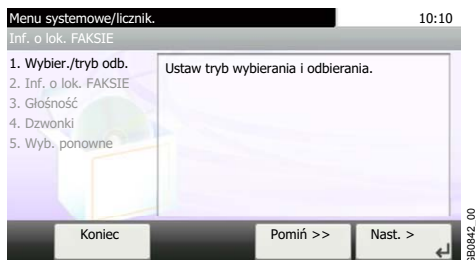 Menu systemowe/licznik. 10:10
Inf. o lok. FAKSIE
1. Wybier./tryb odb.
2. Inf. o lok. FAKSIE
3. Głośność
4. Dzwonki
5. Wyb. ponowne
Ustaw tryb wybierania i odbierania.
Koniec Pomiń >> Nast. >
GB0842_00